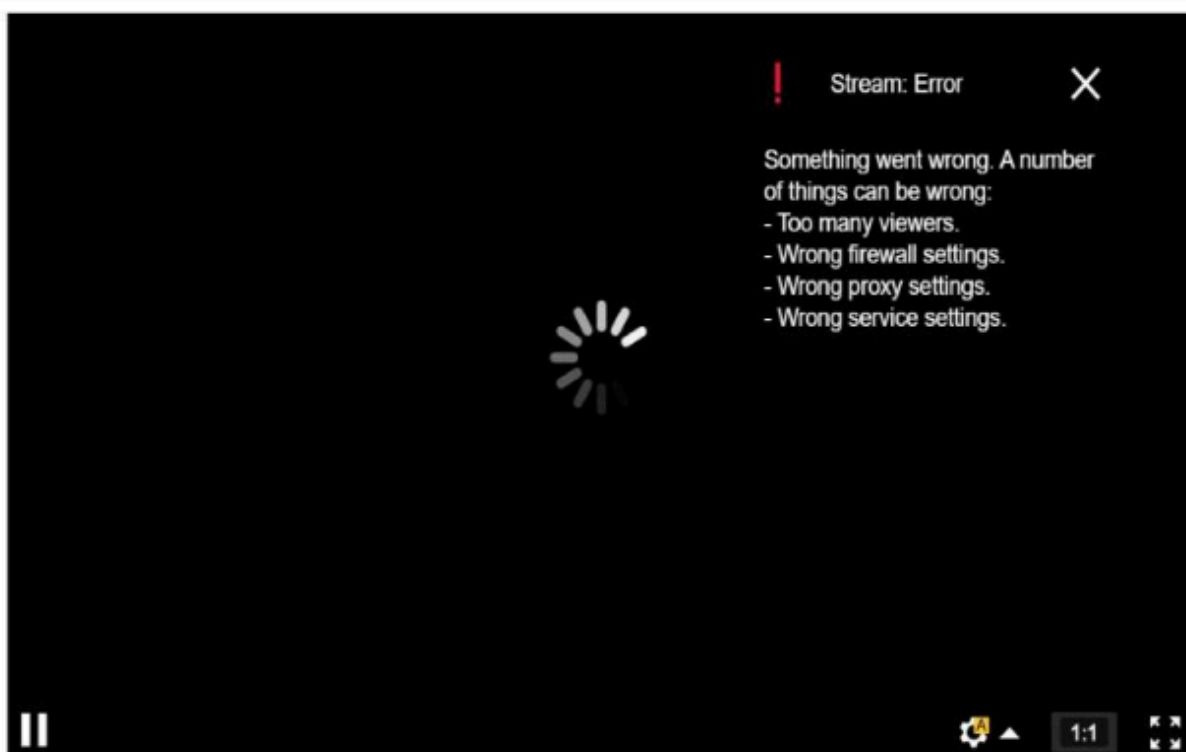 Stream: Error
Something went wrong. A number
of things can be wrong:
- Too many viewers.
- Wrong firewall settings.
- Wrong proxy settings.
- Wrong service settings.
A
1:1